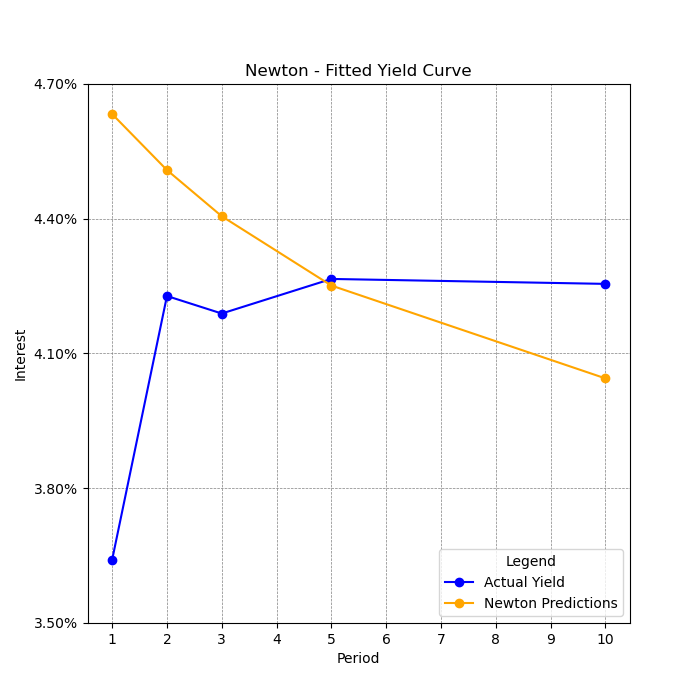 Newton - Fitted Yield Curve
4.70%
4.40%
4.10%
3.80%
3.50%
Interest
1 2 3 4 5 6 7 8 9 10
Period
Legend
Actual Yield
Newton Predictions